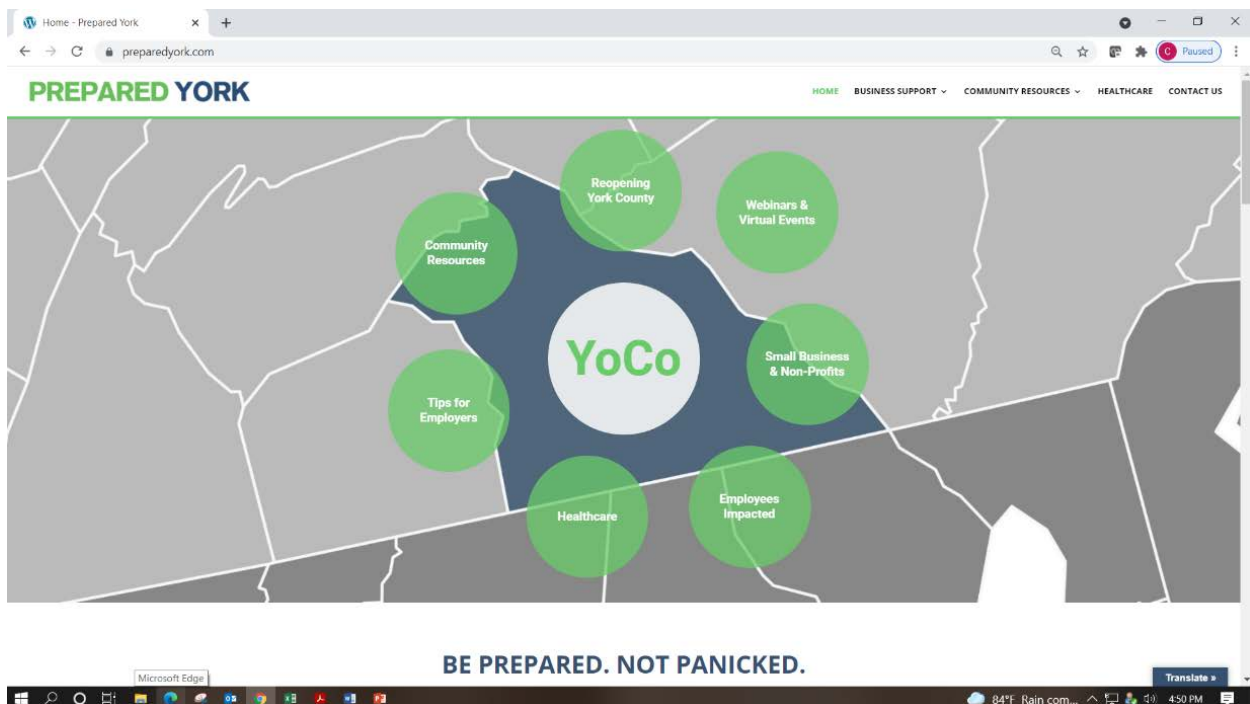 Home - Prepared York
preparedyork.com
C Paused
PREPARED YORK
HOME BUSINESS SUPPORT COMMUNITY RESOURCES HEALTHCARE CONTACT US
Reopening
York County
Webinars &
Virtual Events
Community
Resources
YoCo
Small Business
& Non-Profits
Tips for
Employers
Healthcare
Employees
Impacted
BE PREPARED. NOT PANICKED.
Translate »
Microsoft Edge
84°F Rain com... 4:50 PM